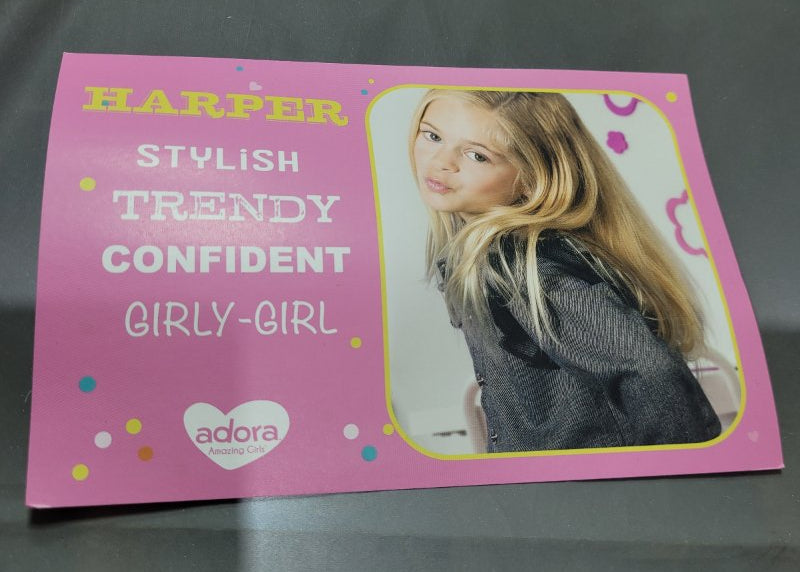 HARPER
STYLiSH
TRENDY
CONFIDENT
GIRLY-GIRL
adora
Amazing Girls